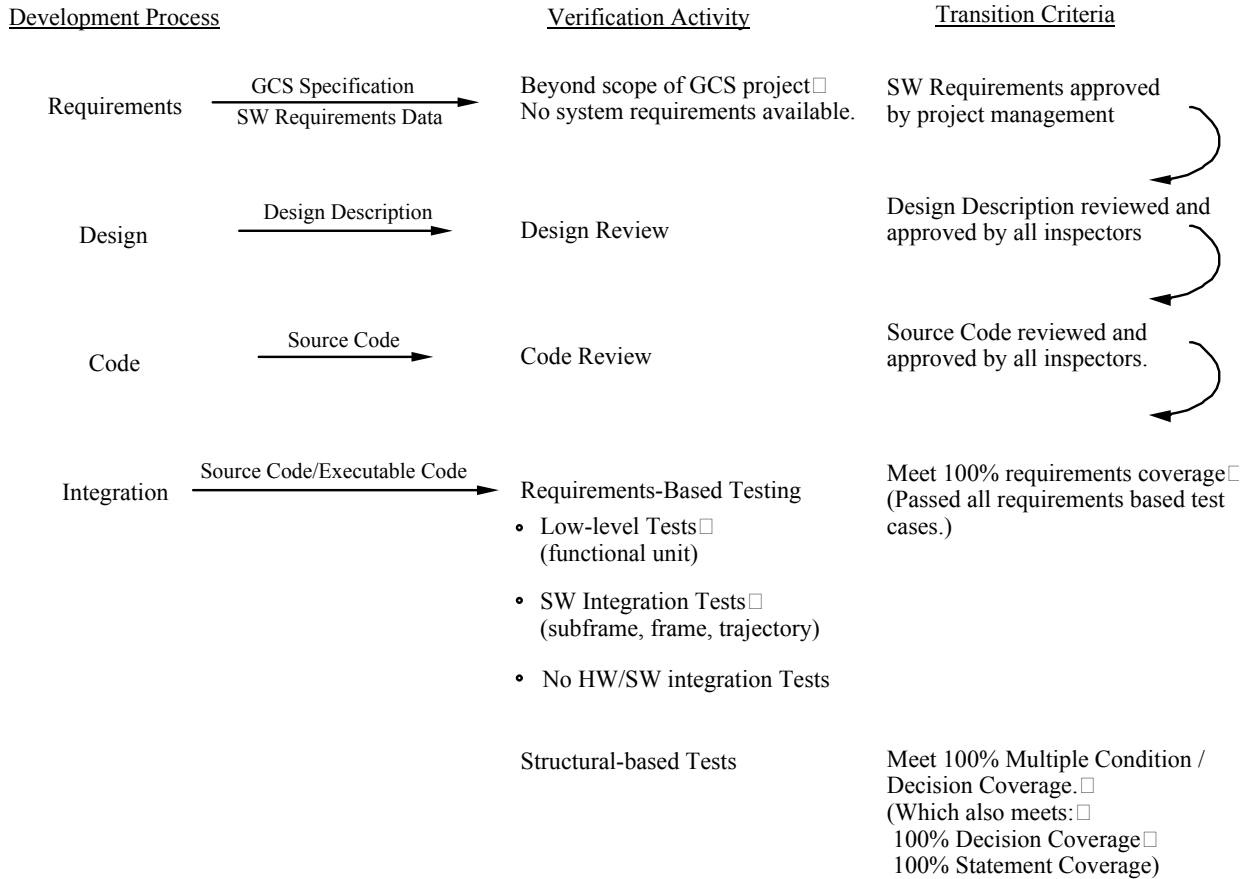 Development Process
Verification Activity
Transition Criteria
Requirements
GCS Specification
SW Requirements Data
Beyond scope of GCS project□
No system requirements available.
SW Requirements approved
by project management
Design
Design Description
Design Review
Design Description reviewed and
approved by all inspectors
Code
Source Code
Code Review
Source Code reviewed and
approved by all inspectors.
Integration
Source Code/Executable Code
Requirements-Based Testing
• Low-level Tests□
(functional unit)
• SW Integration Tests□
(subframe, frame, trajectory)
• No HW/SW integration Tests
Meet 100% requirements coverage□
(Passed all requirements based test
cases.)
Structural-based Tests
Meet 100% Multiple Condition /
Decision Coverage.□
(Which also meets:□
100% Decision Coverage□
100% Statement Coverage)